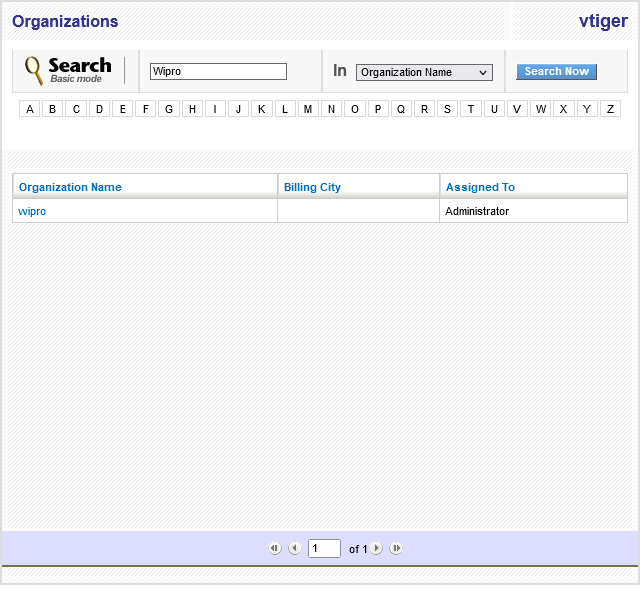 Organizations vtiger
Search
Basic mode
Wipro
In Organization Name
Search Now
A B C D E F G H I J K L M N O P Q R S T U V W X Y Z
Organization Name Billing City Assigned To
wipro Administrator
1 of 1